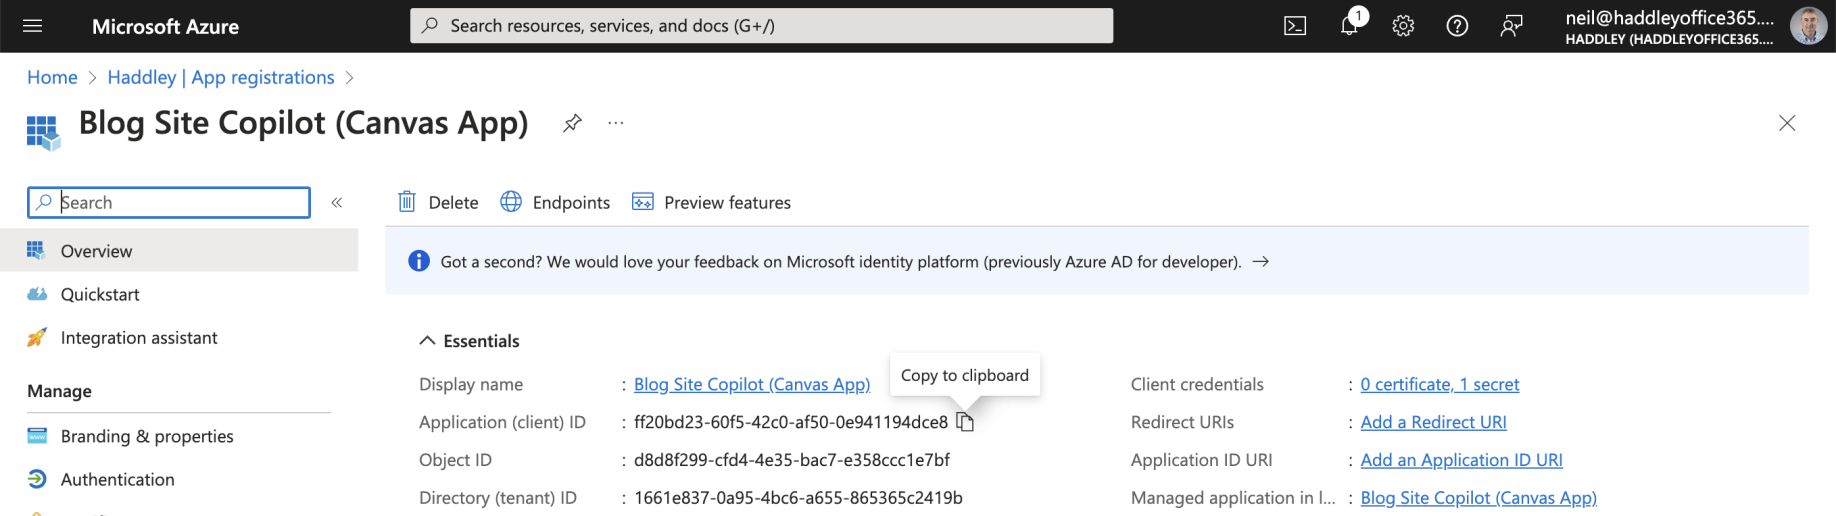 Microsoft Azure
Search resources, services, and docs (G+/)
1
neil@haddleyoffice365....
HADDLEY (HADDLEYOFFICE365....
Home > Haddley | App registrations >
Blog Site Copilot (Canvas App)
...
Search
«
Delete
Endpoints
Preview features
Overview
Got a second? We would love your feedback on Microsoft identity platform (previously Azure AD for developer). →
Quickstart
Integration assistant
Manage
Branding & properties
Authentication
Essentials
Copy to clipboard
Display name : Blog Site Copilot (Canvas App)
Application (client) ID : ff20bd23-60f5-42c0-af50-0e941194dce8
Object ID : d8d8f299-cfd4-4e35-bac7-e358ccc1e7bf
Directory (tenant) ID : 1661e837-0a95-4bc6-a655-865365c2419b
Client credentials : 0 certificate, 1 secret
Redirect URIs : Add a Redirect URI
Application ID URI : Add an Application ID URI
Managed application in l... : Blog Site Copilot (Canvas App)